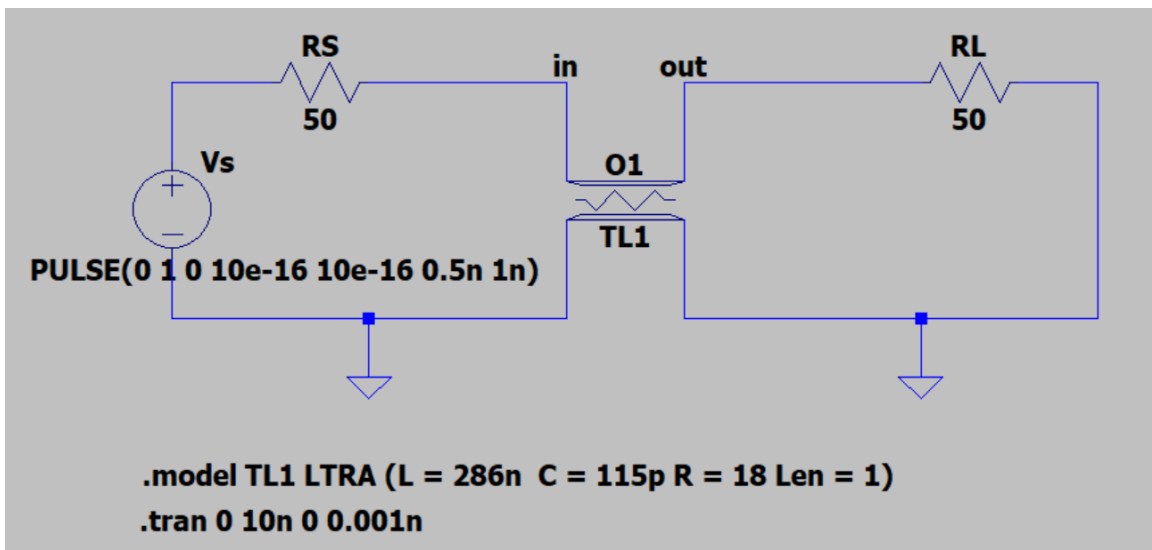 RS
RL
in
out
50
50
Vs
O1
TL1
PULSE(0 1 0 10e-16 10e-16 0.5n 1n)
.model TL1 LTRA (L = 286n C = 115p R = 18 Len = 1)
.tran 0 10n 0 0.001n